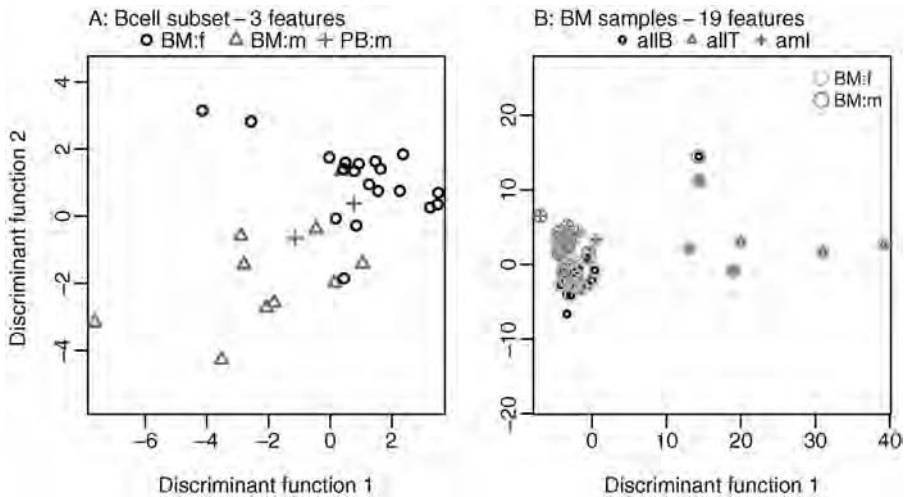 A: Bcell subset – 3 features
BM:f BM:m PB:m
Discriminant function 2
4
2
0
−2
−4
−6 −4 −2 0 2
Discriminant function 1
B: BM samples – 19 features
allB allT aml
BM:f
BM:m
20
10
0
−10
−20
0 10 20 30 40
Discriminant function 1